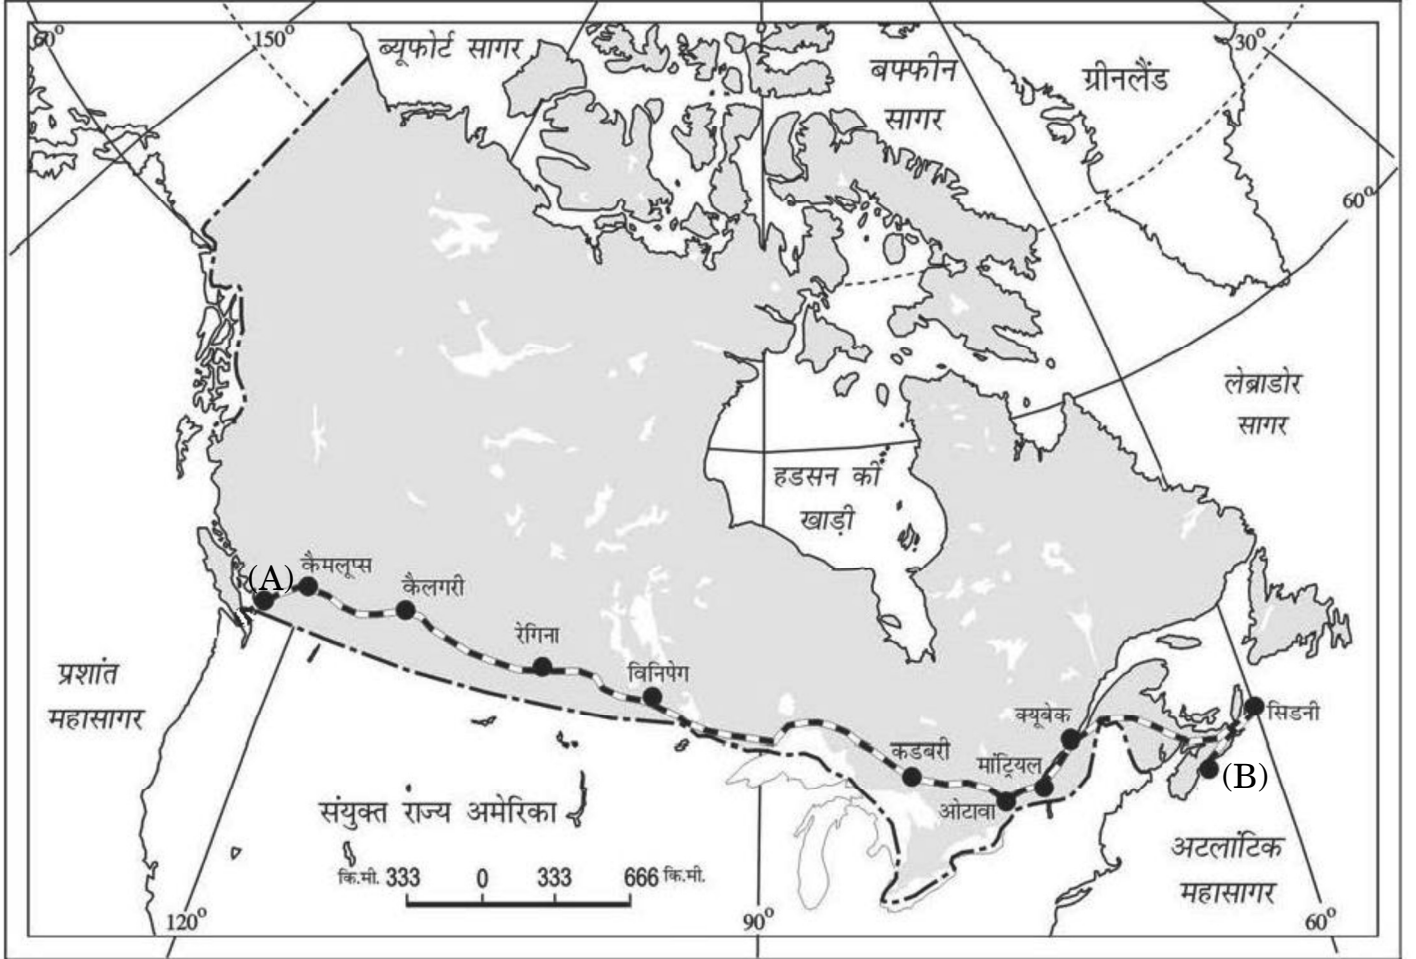 60°
150°
ब्यूफोर्ट सागर
बफ्फीन
सागर
ग्रीनलैंड
30°
60°
लेब्राडोर
सागर
हडसन की
खाड़ी
(A)
कैमलूप्स
कैलगरी
रेगिना
विनिपेग
प्रशांत
महासागर
क्यूबेक
सिडनी
कडबरी
मांट्रियल
ओटावा
(B)
संयुक्त राज्य अमेरिका
अटलांटिक
महासागर
कि.मी. 333 0 333 666 कि.मी.
120°
90°
60°